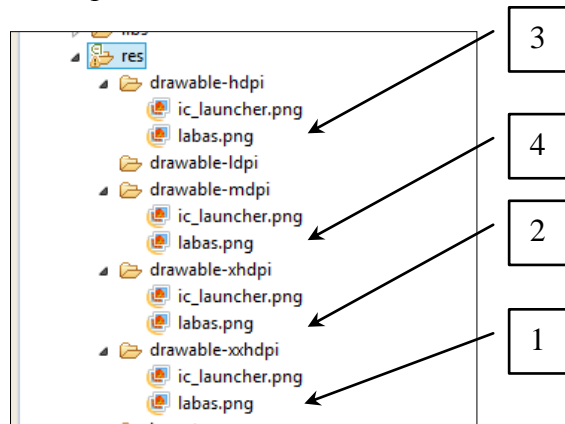 res
drawable-hdpi
ic_launcher.png
labas.png
drawable-ldpi
drawable-mdpi
ic_launcher.png
labas.png
drawable-xhdpi
ic_launcher.png
labas.png
drawable-xxhdpi
ic_launcher.png
labas.png
3
4
2
1